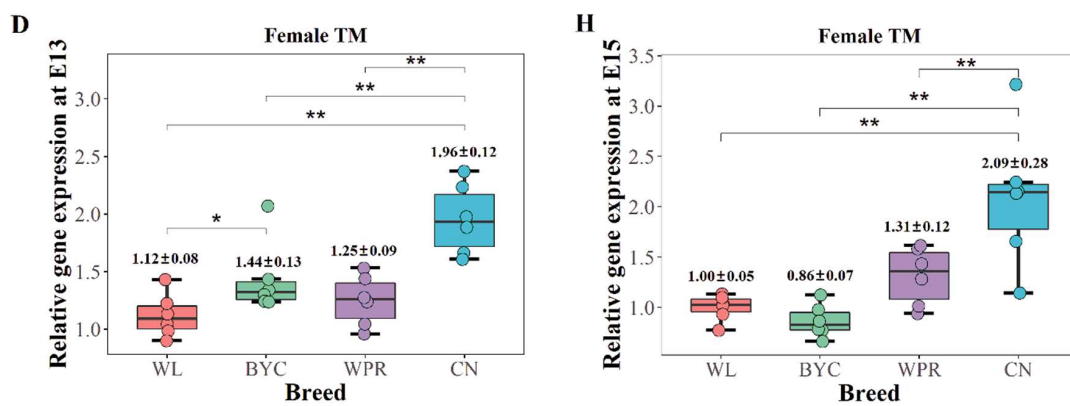 D
Female TM
Relative gene expression at E13
3.0
2.5
2.0
1.5
1.0
**
**
**
*
1.12±0.08
1.44±0.13
1.25±0.09
1.96±0.12
WL BYC WPR CN
Breed
H
Female TM
Relative gene expression at E15
3.5
3.0
2.5
2.0
1.5
1.0
**
**
**
1.00±0.05
0.86±0.07
1.31±0.12
2.09±0.28
WL BYC WPR CN
Breed